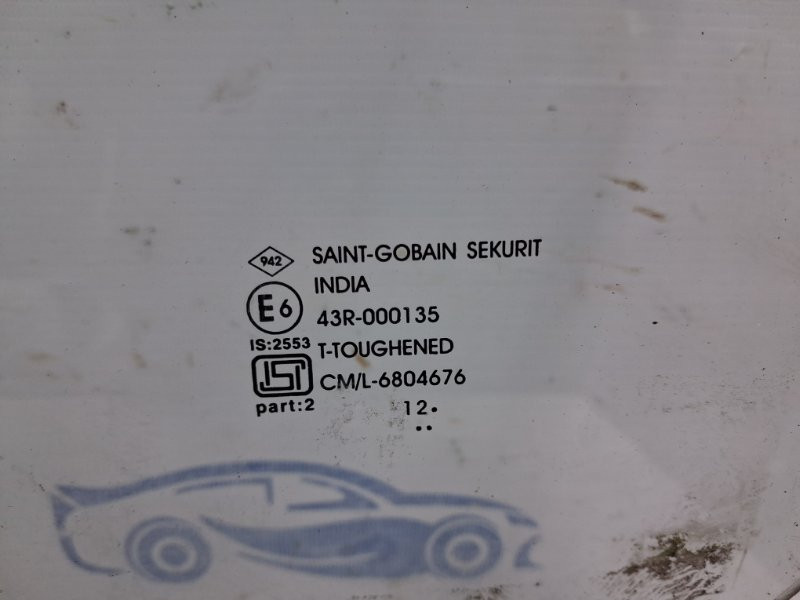 942 SAINT-GOBAIN SEKURIT
INDIA
E6 43R-000135
IS:2553 T-TOUGHENED
ISI CM/L-6804676
part:2 12.
..